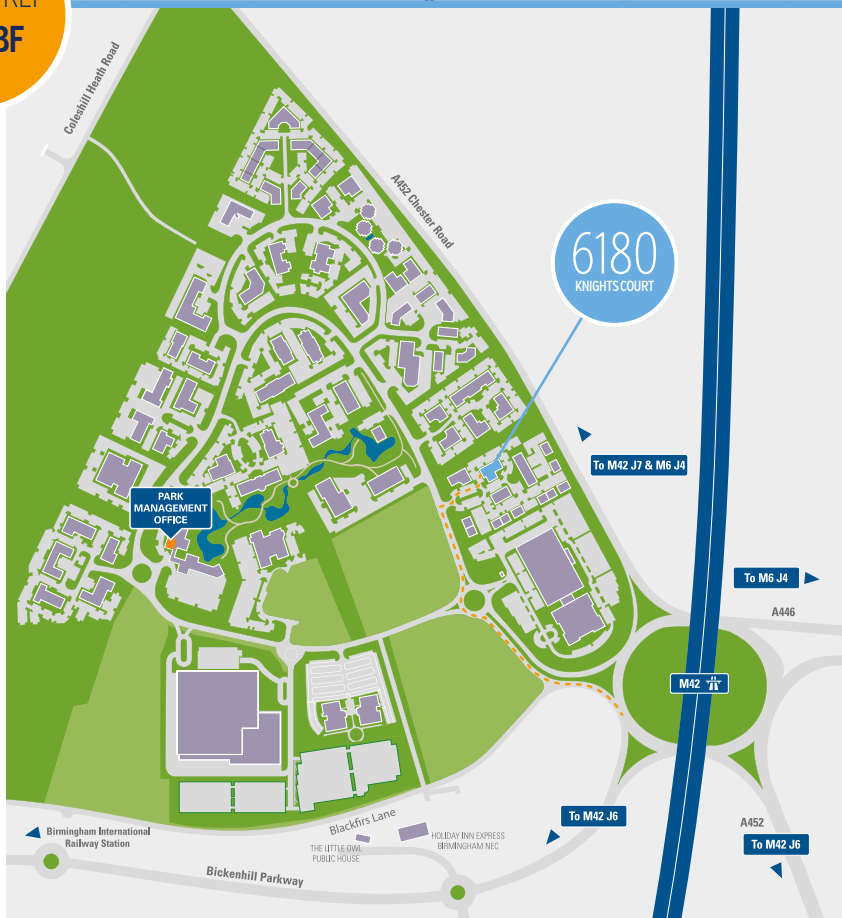 BF
Coleshill Heath Road
A452 Chester Road
6180
KNIGHTS COURT
To M42 J7 & M6 J4
PARK
MANAGEMENT
OFFICE
To M6 J4
A446
M42
To M42 J6
A452
To M42 J6
Blackfirs Lane
Birmingham International
Railway Station
THE LITTLE OWL
PUBLIC HOUSE
HOLIDAY INN EXPRESS
BIRMINGHAM NEC
Bickenhill Parkway